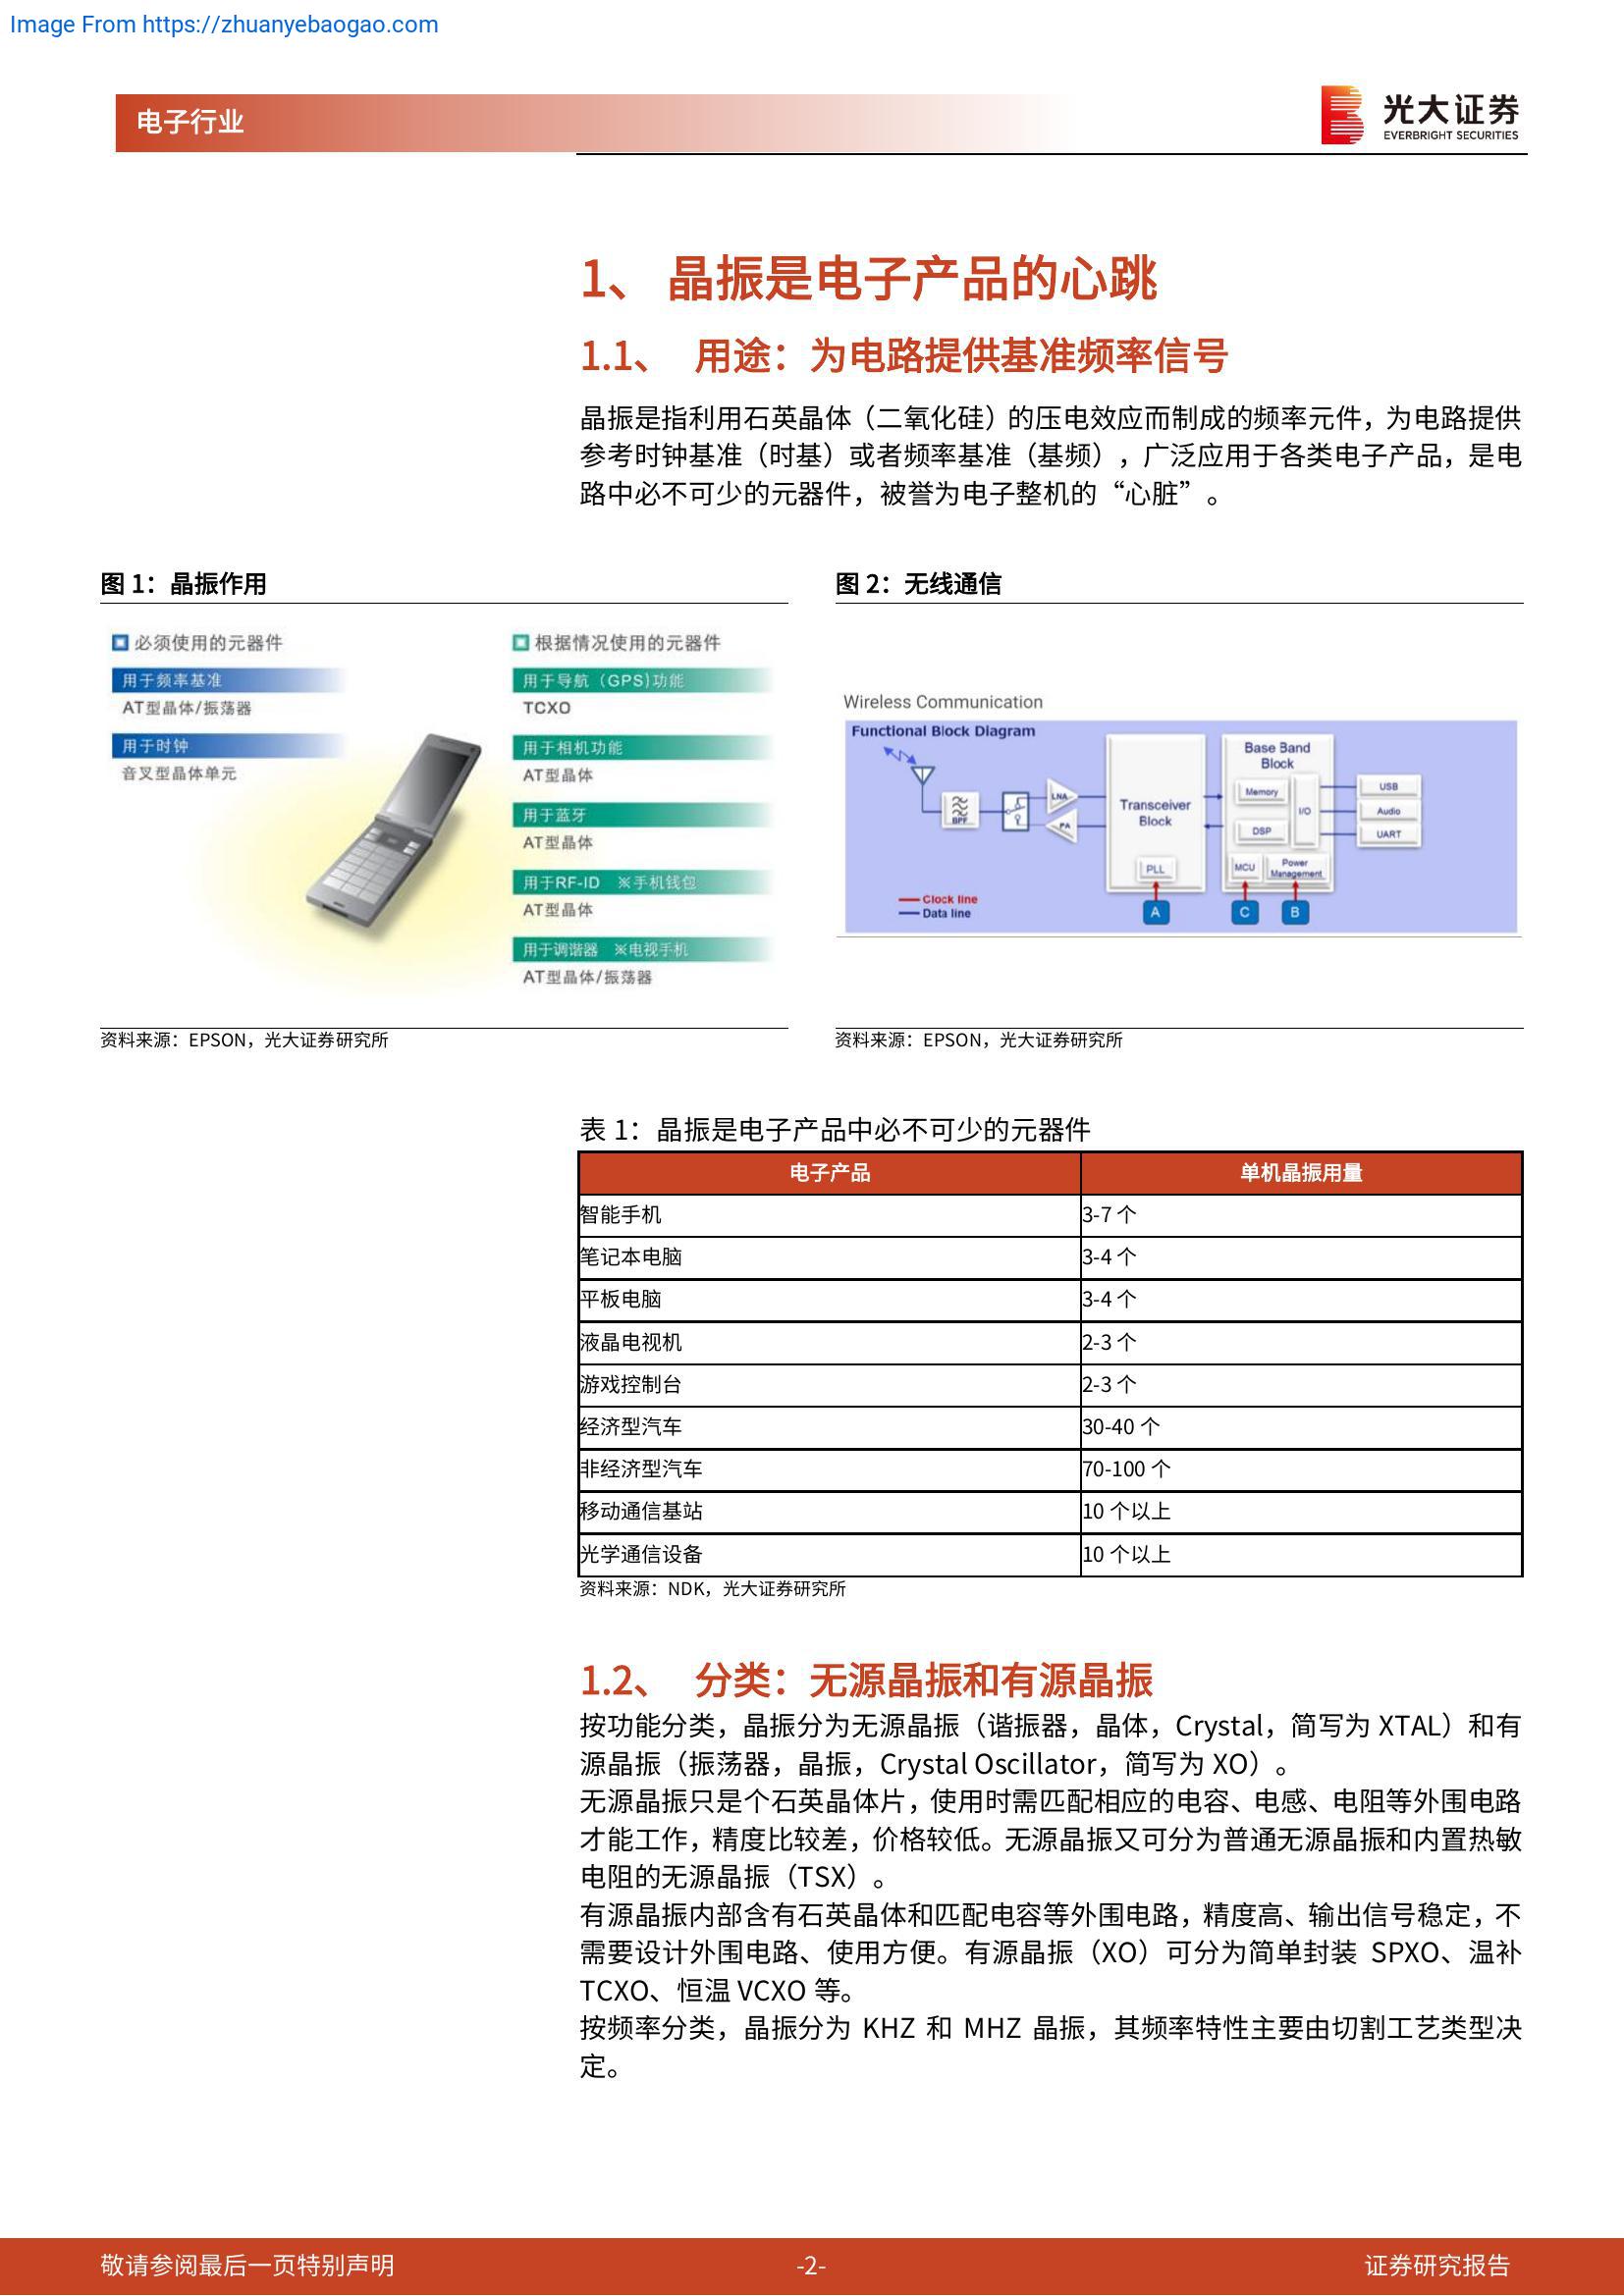 Image From https://zhuanyebaogao.com
电子行业
光大证券
EVERBRIGHT SECURITIES
1、 晶振是电子产品的心跳
1.1、 用途：为电路提供基准频率信号
晶振是指利用石英晶体（二氧化硅）的压电效应而制成的频率元件，为电路提供
参考时钟基准（时基）或者频率基准（基频），广泛应用于各类电子产品，是电
路中必不可少的元器件，被誉为电子整机的“心脏”。
图 1：晶振作用
必须使用的元器件
用于频率基准
AT型晶体/振荡器
用于时钟
音叉型晶体单元
根据情况使用的元器件
用于导航（GPS)功能
TCXO
用于相机功能
AT型晶体
用于蓝牙
AT型晶体
用于RF-ID ※手机钱包
AT型晶体
用于调谐器 ※电视手机
AT型晶体/振荡器
资料来源：EPSON，光大证券研究所
图 2：无线通信
Wireless Communication
Functional Block Diagram
BPF
LNA
PA
Transceiver
Block
PLL
Base Band
Block
Memory
I/O
DSP
MCU
Power
Management
USB
Audio
UART
Clock line
Data line
A
C
B
资料来源：EPSON，光大证券研究所
表 1：晶振是电子产品中必不可少的元器件
电子产品 单机晶振用量
智能手机 3-7 个
笔记本电脑 3-4 个
平板电脑 3-4 个
液晶电视机 2-3 个
游戏控制台 2-3 个
经济型汽车 30-40 个
非经济型汽车 70-100 个
移动通信基站 10 个以上
光学通信设备 10 个以上
资料来源：NDK，光大证券研究所
1.2、 分类：无源晶振和有源晶振
按功能分类，晶振分为无源晶振（谐振器，晶体，Crystal，简写为 XTAL）和有
源晶振（振荡器，晶振，Crystal Oscillator，简写为 XO）。
无源晶振只是个石英晶体片，使用时需匹配相应的电容、电感、电阻等外围电路
才能工作，精度比较差，价格较低。无源晶振又可分为普通无源晶振和内置热敏
电阻的无源晶振（TSX）。
有源晶振内部含有石英晶体和匹配电容等外围电路，精度高、输出信号稳定，不
需要设计外围电路、使用方便。有源晶振（XO）可分为简单封装 SPXO、温补
TCXO、恒温 VCXO 等。
按频率分类，晶振分为 KHZ 和 MHZ 晶振，其频率特性主要由切割工艺类型决
定。
敬请参阅最后一页特别声明
-2-
证券研究报告